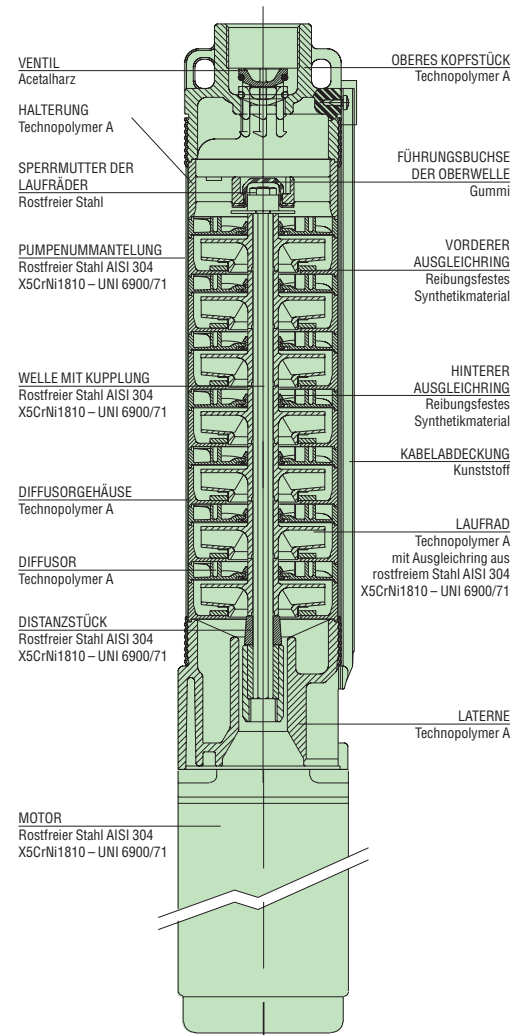 VENTIL
Acetalharz
HALTERUNG
Technopolymer A
SPERRMUTTER DER
LAUFRÄDER
Rostfreier Stahl
PUMPENUMMANTELUNG
Rostfreier Stahl AISI 304
X5CrNi1810 – UNI 6900/71
WELLE MIT KUPPLUNG
Rostfreier Stahl AISI 304
X5CrNi1810 – UNI 6900/71
DIFFUSORGEHÄUSE
Technopolymer A
DIFFUSOR
Technopolymer A
DISTANZSTÜCK
Rostfreier Stahl AISI 304
X5CrNi1810 – UNI 6900/71
MOTOR
Rostfreier Stahl AISI 304
X5CrNi1810 – UNI 6900/71
OBERES KOPFSTÜCK
Technopolymer A
FÜHRUNGSBUCHSE
DER OBERWELLE
Gummi
VORDERER
AUSGLEICHRING
Reibungsfestes
Synthetikmaterial
HINTERER
AUSGLEICHRING
Reibungsfestes
Synthetikmaterial
KABELABDECKUNG
Kunststoff
LAUFRAD
Technopolymer A
mit Ausgleichring aus
rostfreiem Stahl AISI 304
X5CrNi1810 – UNI 6900/71
LATERNE
Technopolymer A